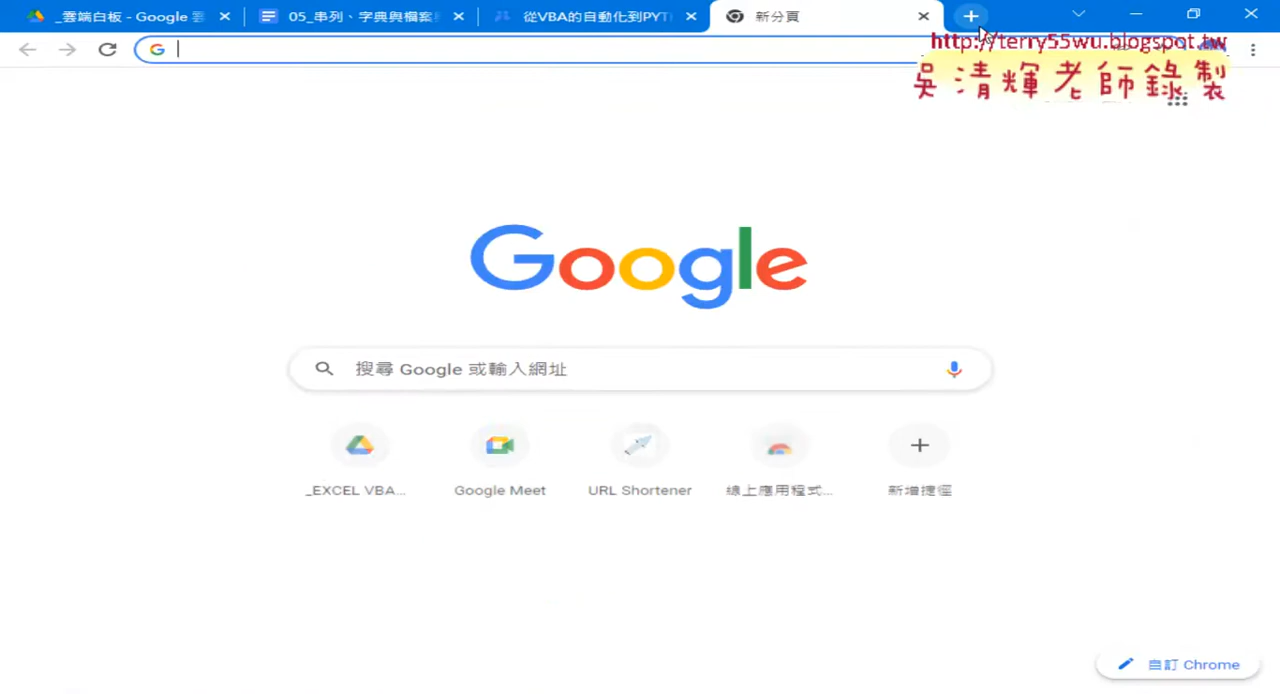 _雲端白板 - Google 雲
05_串列、字典與檔案
從VBA的自動化到PYT
新分頁
http://terry55wu.blogspot.tw
吳清輝老師錄製
Google
搜尋 Google 或輸入網址
_EXCEL VBA...
Google Meet
URL Shortener
線上應用程式...
新增捷徑
自訂 Chrome